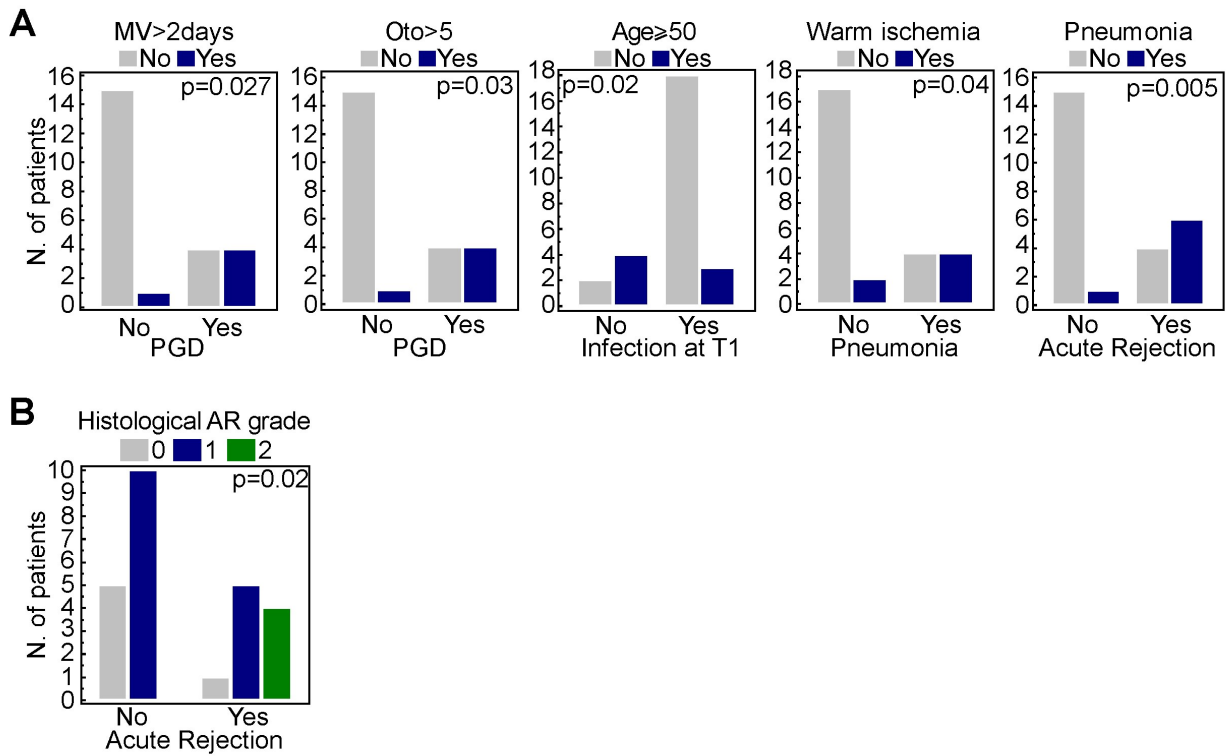 A
MV>2days
No Yes
p=0.027
N. of patients
16
14
12
10
8
6
4
2
0
No Yes
PGD
Oto>5
No Yes
p=0.03
16
14
12
10
8
6
4
2
0
No Yes
PGD
Age⩾50
No Yes
p=0.02
18
16
14
12
10
8
6
4
2
0
No Yes
Infection at T1
Warm ischemia
No Yes
p=0.04
18
16
14
12
10
8
6
4
2
0
No Yes
Pneumonia
Pneumonia
No Yes
p=0.005
16
14
12
10
8
6
4
2
0
No Yes
Acute Rejection
B
Histological AR grade
0 1 2
p=0.02
N. of patients
10
9
8
7
6
5
4
3
2
1
0
No Yes
Acute Rejection